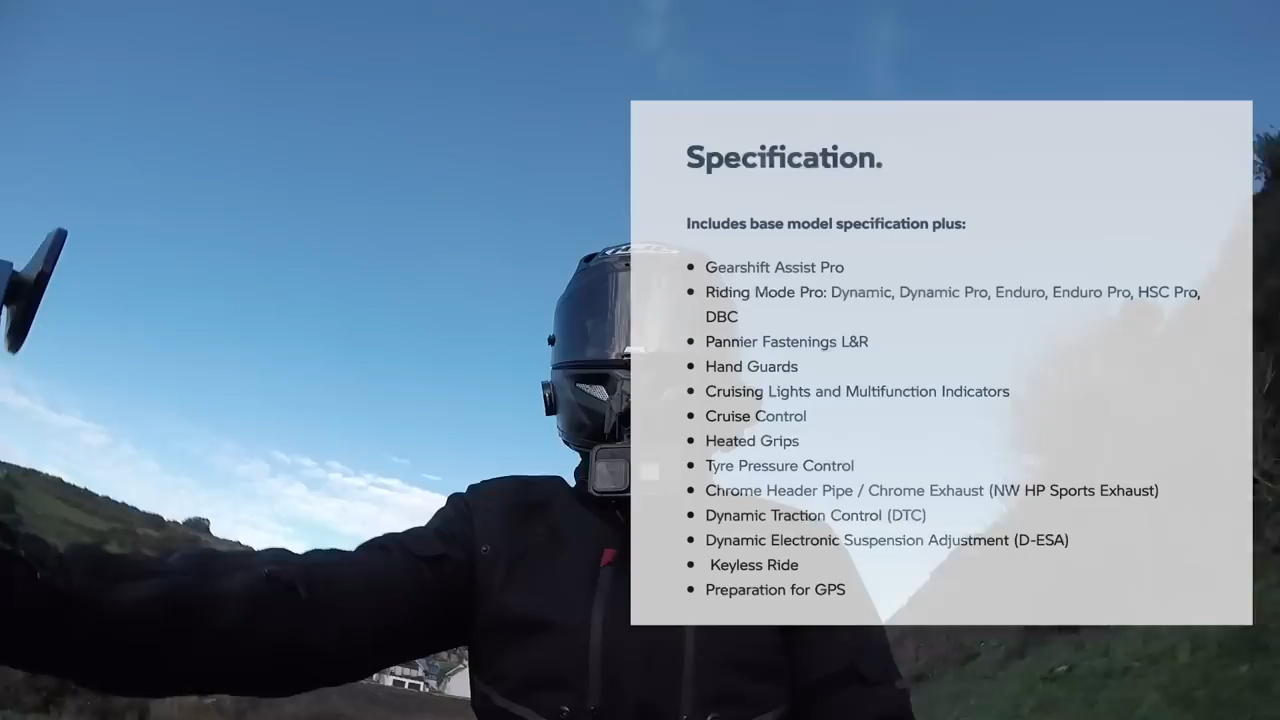 Specification.
Includes base model specification plus:
• Gearshift Assist Pro
• Riding Mode Pro: Dynamic, Dynamic Pro, Enduro, Enduro Pro, HSC Pro,
DBC
• Pannier Fastenings L&R
• Hand Guards
• Cruising Lights and Multifunction Indicators
• Cruise Control
• Heated Grips
• Tyre Pressure Control
• Chrome Header Pipe / Chrome Exhaust (NW HP Sports Exhaust)
• Dynamic Traction Control (DTC)
• Dynamic Electronic Suspension Adjustment (D-ESA)
• Keyless Ride
• Preparation for GPS